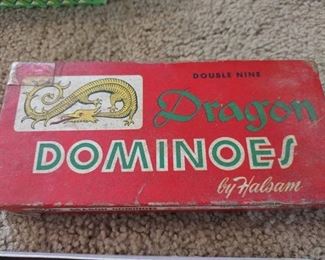 DOUBLE NINE
Dragon
DOMINOES
by Halsam